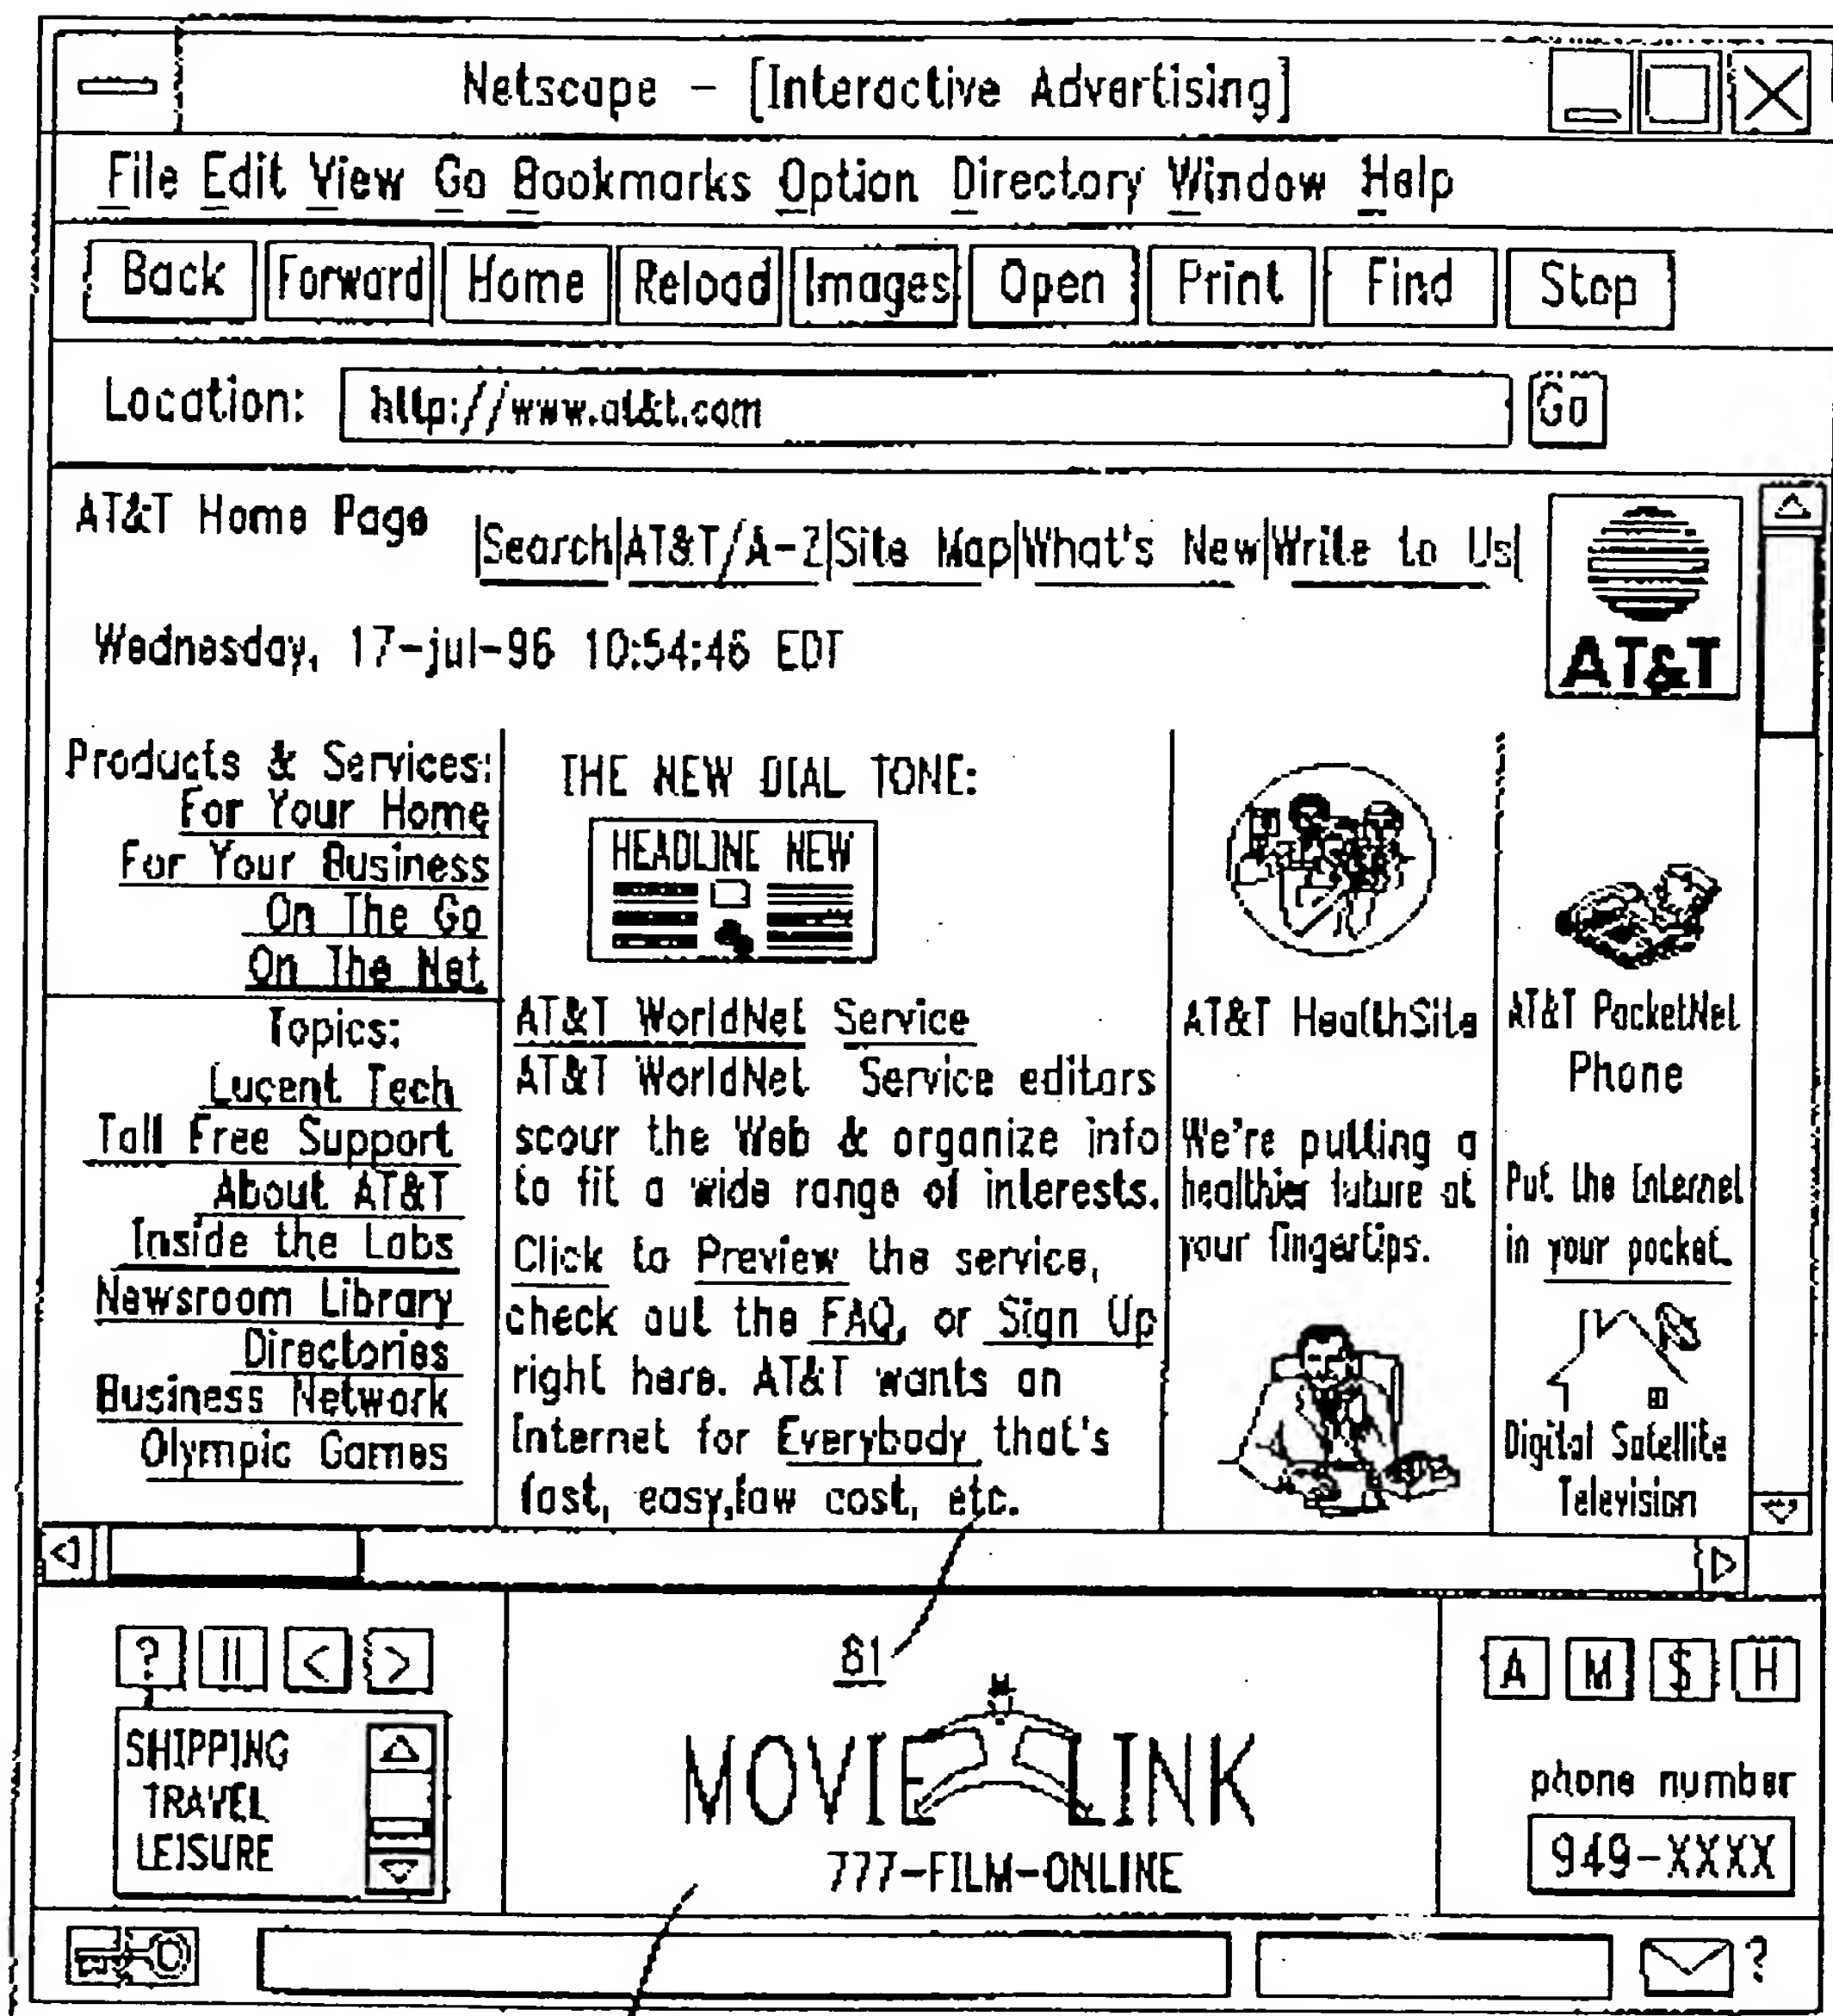 Netscape - [Interactive Advertising]
File Edit View Go Bookmarks Option Directory Window Help
Back Forward Home Reload Images Open Print Find Stop
Location: http://www.at&t.com Go
AT&T Home Page
|Search|AT&T/A-Z|Site Map|What's New|Write to Us|
AT&T
Wednesday, 17-jul-96 10:54:46 EDT
Products & Services:
For Your Home
For Your Business
On The Go
On The Net
Topics:
Lucent Tech
Toll Free Support
About AT&T
Inside the Labs
Newsroom Library
Directories
Business Network
Olympic Games
THE NEW DIAL TONE:
HEADLINE NEW
AT&T WorldNet Service
AT&T WorldNet Service editors
scour the Web & organize info
to fit a wide range of interests.
Click to Preview the service,
check out the FAQ, or Sign Up
right here. AT&T wants an
Internet for Everybody that's
fast, easy,low cost, etc.
AT&T HealthSite
We're putting a
healthier future at
your fingertips.
AT&T PocketNet
Phone
Put the Internet
in your pocket.
Digital Satellite
Television
? || < >
SHIPPING
TRAVEL
LEISURE
61
MOVIE LINK
777-FILM-ONLINE
A M $ H
phone number
949-XXXX
?